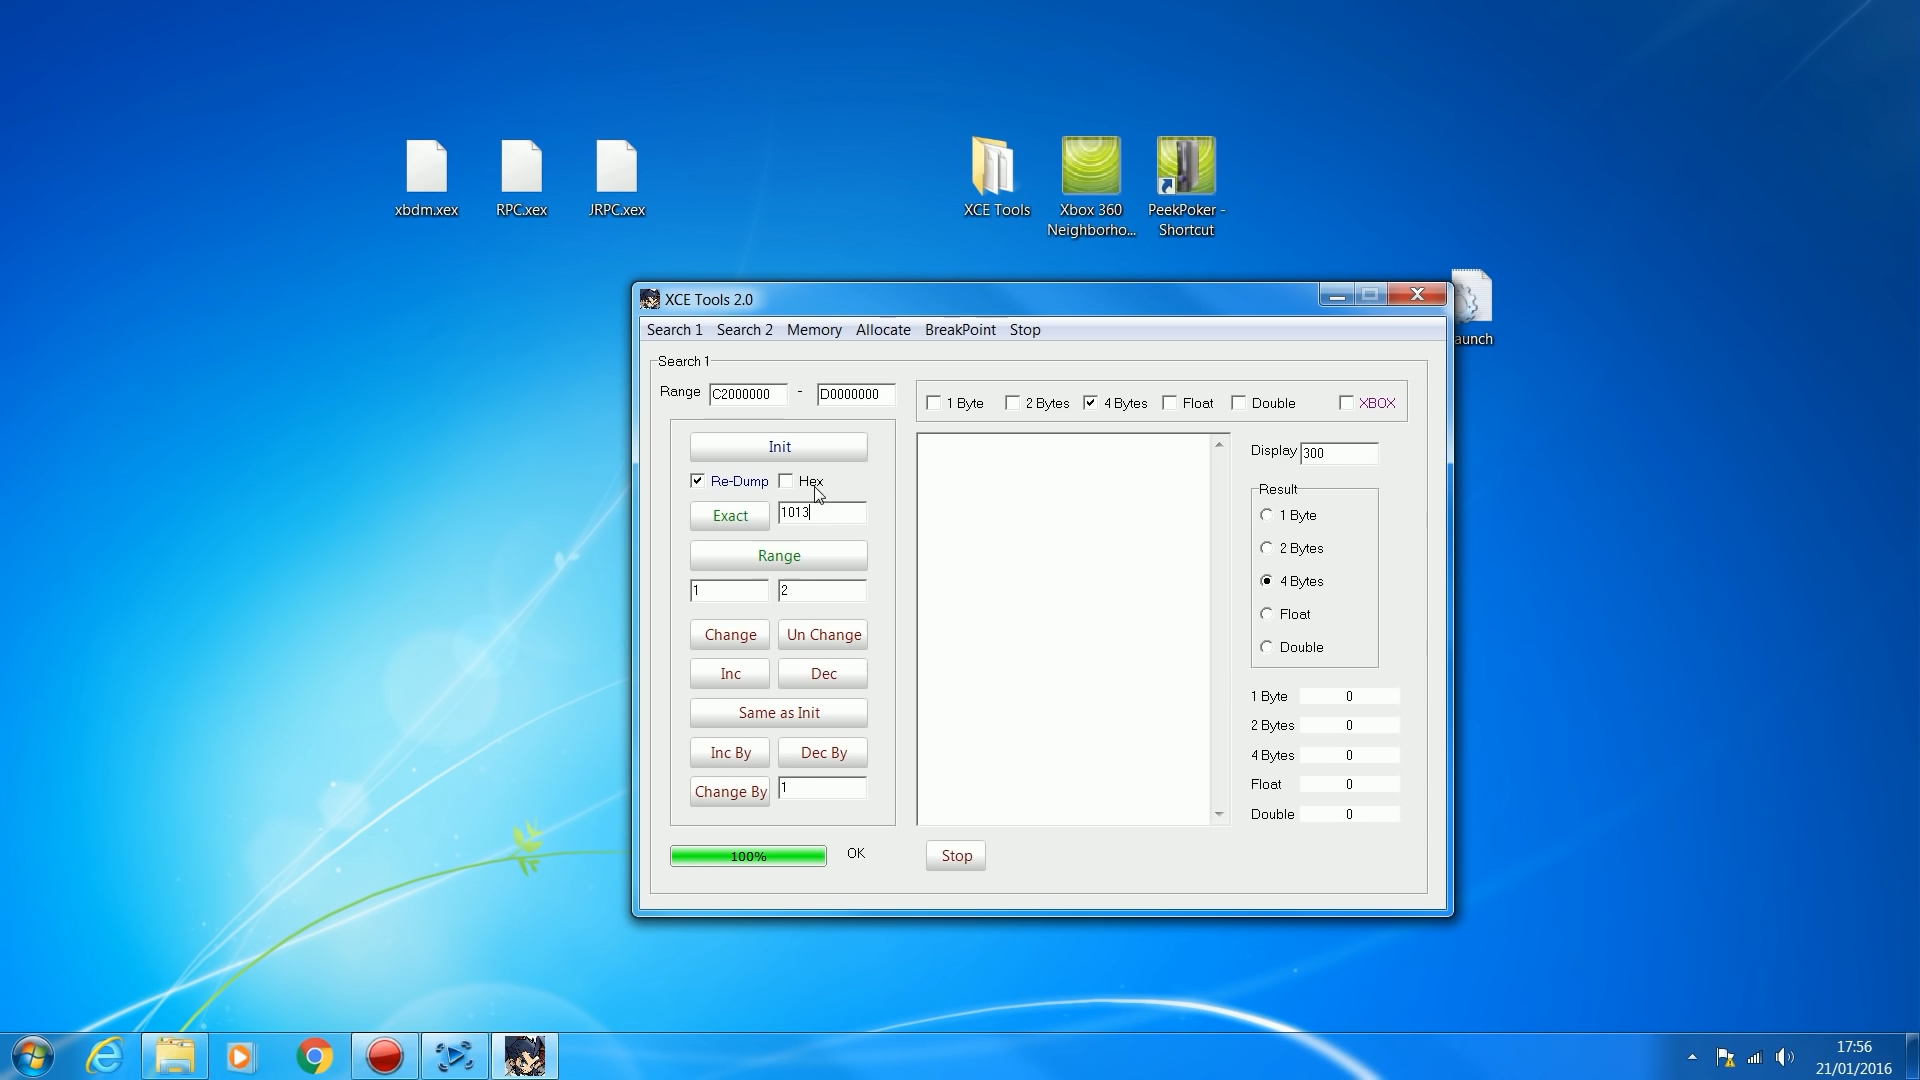 xbdm.xex
RPC.xex
JRPC.xex
XCE Tools
Xbox 360
Neighborho...
PeekPoker -
Shortcut
aunch
XCE Tools 2.0
Search 1 Search 2 Memory Allocate BreakPoint Stop
Search 1
Range C2000000 - D0000000
1 Byte 2 Bytes 4 Bytes Float Double XBOX
Init
Re-Dump Hex
Exact 1013
Range
1 2
Change Un Change
Inc Dec
Same as Init
Inc By Dec By
Change By 1
100% OK
Stop
Display 300
Result
1 Byte
2 Bytes
4 Bytes
Float
Double
1 Byte 0
2 Bytes 0
4 Bytes 0
Float 0
Double 0
17:56
21/01/2016